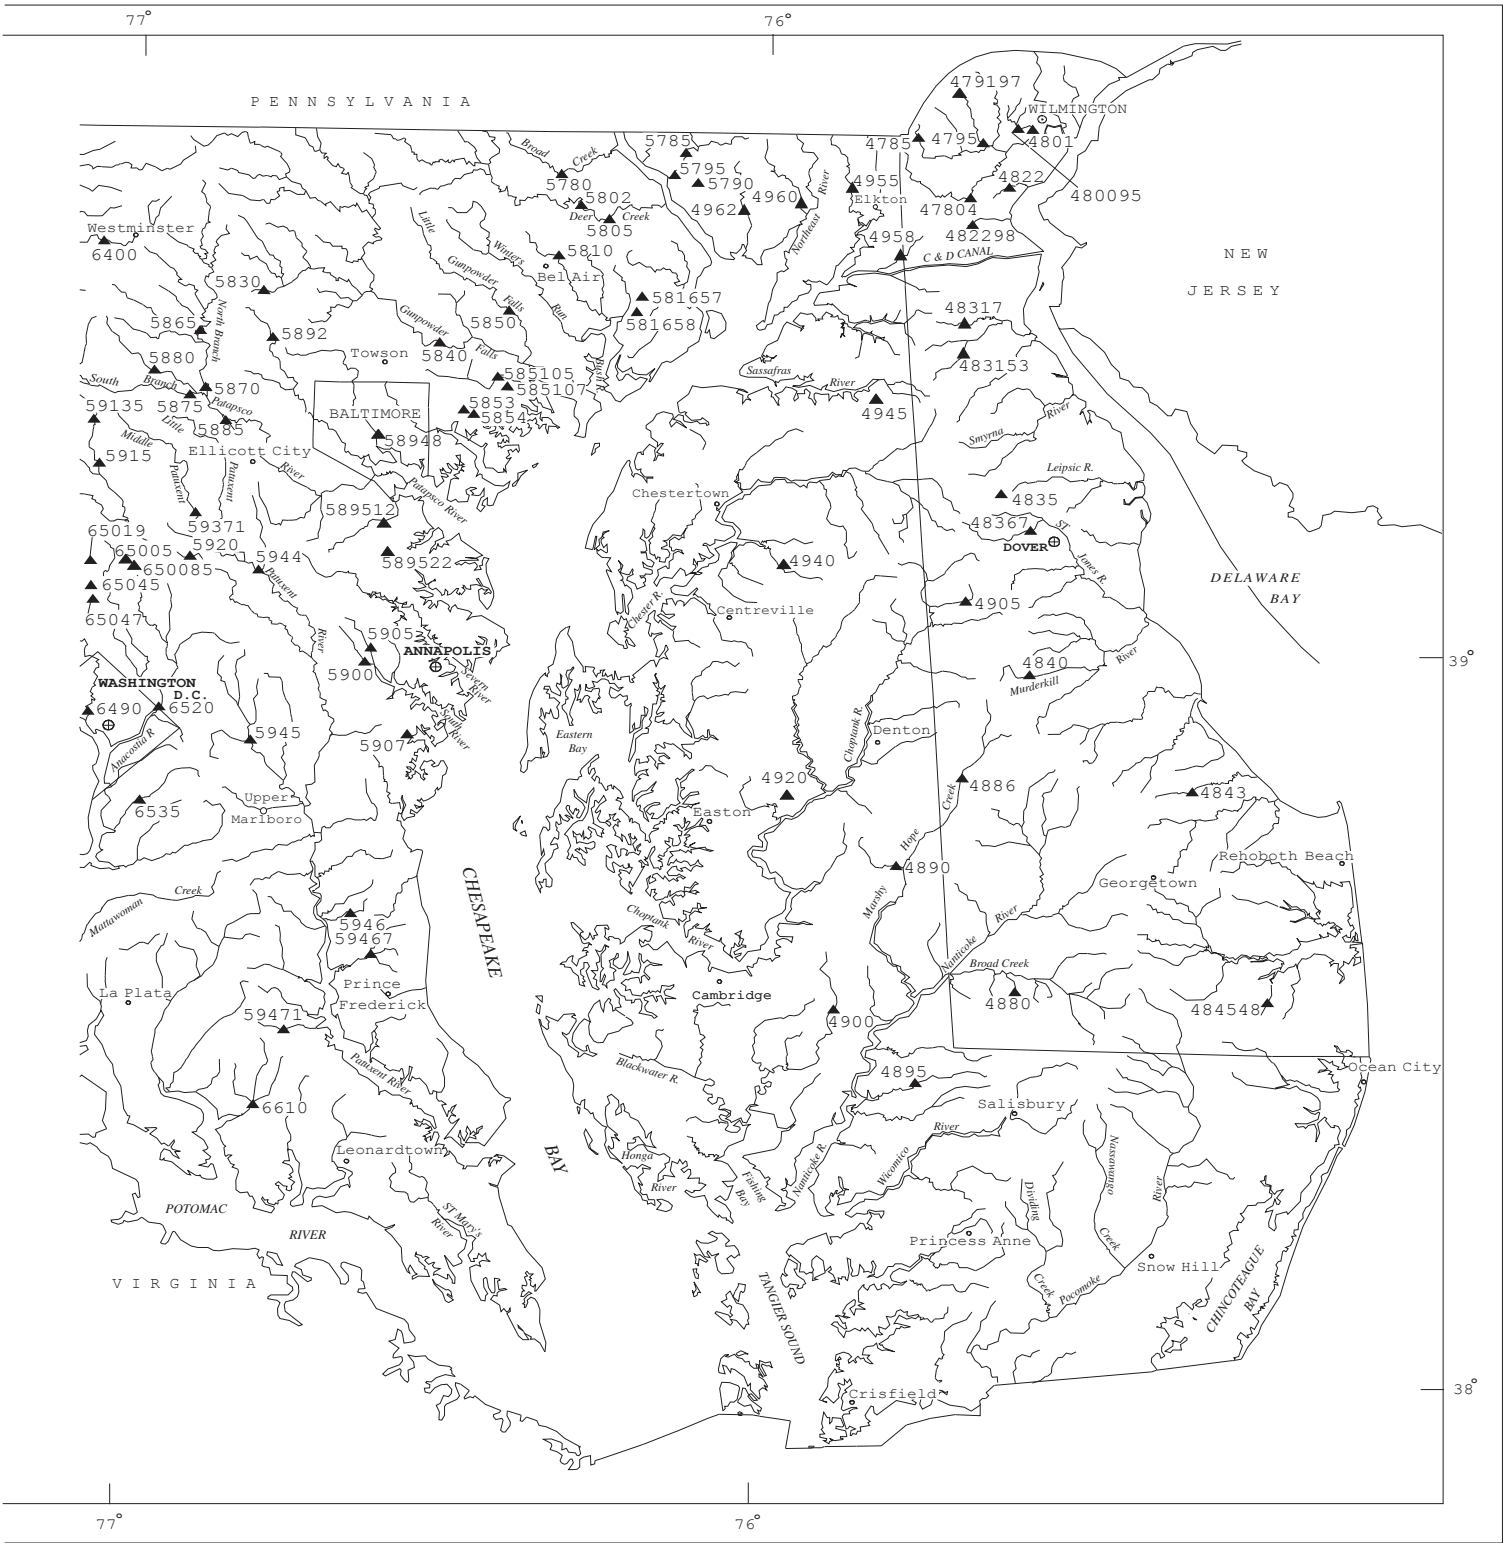 77°
76°
PENNSYLVANIA
479197
WILMINGTON
5785
4785
4795
4801
Broad
Creek
5795
5780
5790
4955
4822
480095
River
Elkton
5802
4960
4962
47804
Deer
Creek
5805
Northeast
Westminster
6400
Little
4958
482298
C & D CANAL
Winters
5810
Bel Air
NEW
JERSEY
Gunpowder
5830
Falls
Run
581657
581658
5865
North Branch
5892
Gunpowder
5850
48317
5840
Falls
Towson
5880
483153
South
Branch
5870
585105
585107
Bush R.
Sassafras
River
4945
5875
Patapsco
59135
5885
BALTIMORE
5853
5854
Little
Middle
58948
Smyrna
River
5915
Ellicott City
River
Patuxent
Patuxent
Leipsic R.
Patapsco River
Chestertown
4835
589512
59371
48367
ST
DOVER
Jones R.
65019
65005
5920
5944
650085
589522
4940
DELAWARE
BAY
65045
Patuxent
65047
Chester R.
Centreville
4905
River
5905
ANNAPOLIS
5900
Severn
River
4840
River
Murderkill
39°
WASHINGTON
D.C.
6490
6520
South
River
Anacostia R
5945
5907
Eastern
Bay
Choptank R.
Denton
4920
4886
Creek
4843
6535
Upper
Marlboro
Easton
Hope
4890
Rehoboth Beach
Georgetown
CHESAPEAKE
Creek
Mattawoman
Marshy
5946
59467
Choptank
River
River
Nanticoke
Broad Creek
La Plata
Prince
Frederick
Cambridge
4880
59471
4900
484548
Patuxent River
Blackwater R.
4895
Ocean City
6610
Salisbury
River
Leonardtown
BAY
Honga
River
Fishing
Bay
Nanticoke R.
Wicomico
Nassawango
Dividing
River
POTOMAC
RIVER
ST Mary's
River
Princess Anne
Creek
Snow Hill
VIRGINIA
TANGIER SOUND
Creek
Pocomoke
CHINCOTEAGUE
BAY
Crisfield
38°
77°
76°